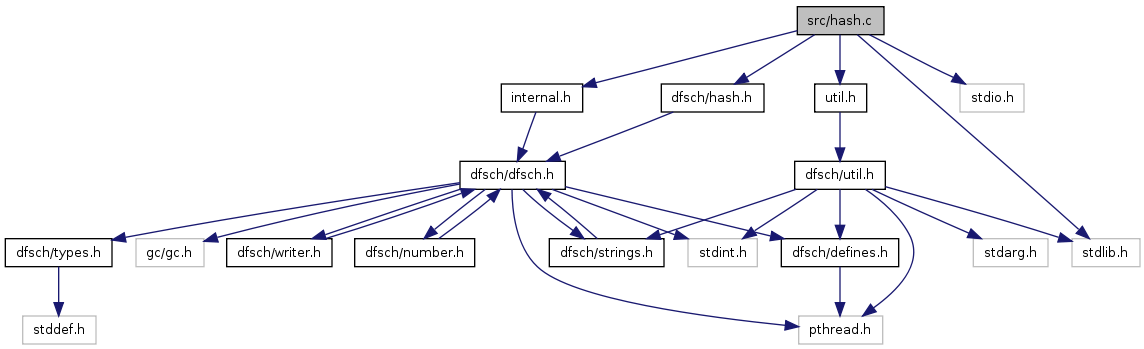 src/hash.c
internal.h
dfsch/hash.h
util.h
stdio.h
dfsch/dfsch.h
dfsch/util.h
dfsch/types.h
gc/gc.h
dfsch/writer.h
dfsch/number.h
dfsch/strings.h
stdint.h
dfsch/defines.h
stdarg.h
stdlib.h
stddef.h
pthread.h